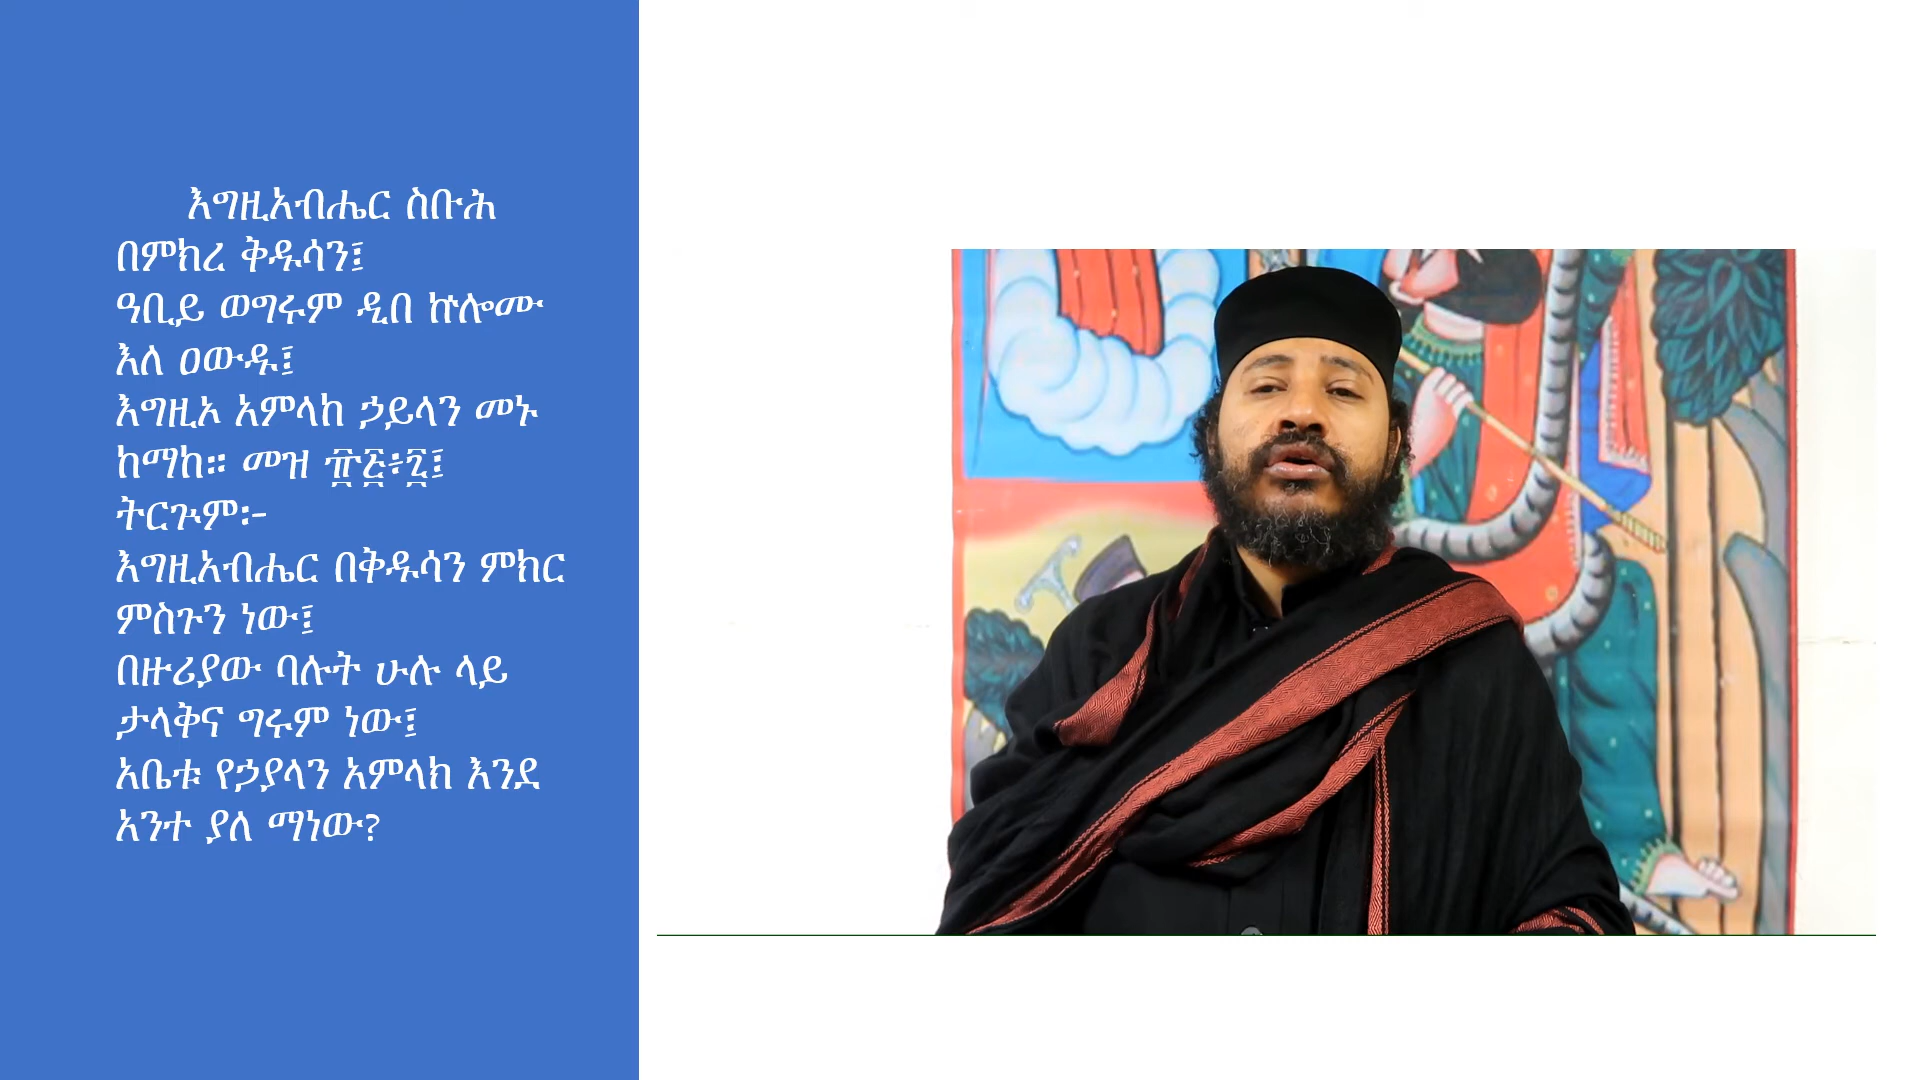 እግዚአብሔር ስቡሕ
በምክረ ቅዱሳን፤
ዓቢይ ወግሩም ዲበ ኵሎሙ
እለ ዐውዱ፤
እግዚኦ አምላከ ኃይላን መኑ
ከማከ። መዝ ፹፰፥፯፤
ትርጕም፡-
እግዚአብሔር በቅዱሳን ምክር
ምስጉን ነው፤
በዙሪያው ባሉት ሁሉ ላይ
ታላቅና ግሩም ነው፤
አቤቱ የኃያላን አምላክ እንደ
አንተ ያለ ማነው?